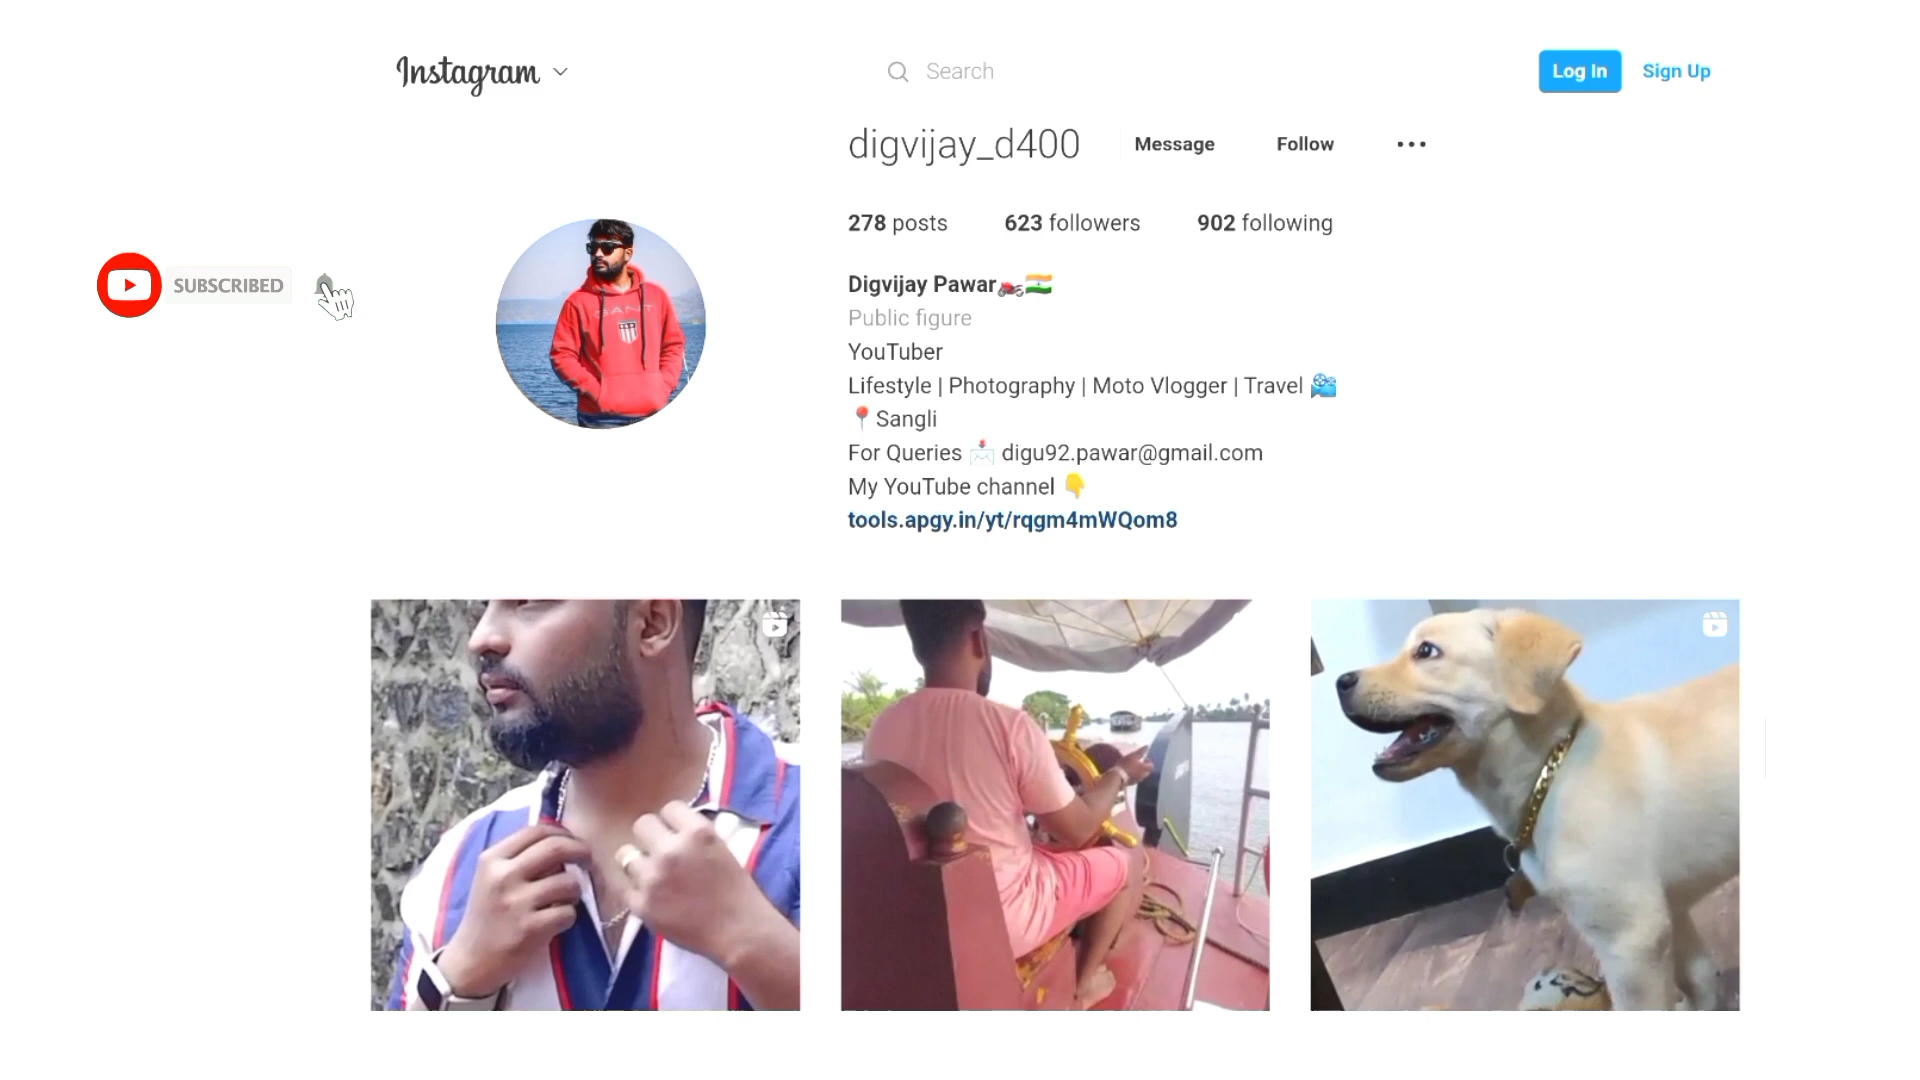 Instagram
Search
Log In
Sign Up
digvijay_d400
Message
Follow
278 posts
623 followers
902 following
SUBSCRIBED
GANT
Digvijay Pawar🏍️🇮🇳
Public figure
YouTuber
Lifestyle | Photography | Moto Vlogger | Travel 🎦
📍Sangli
For Queries 📩 digu92.pawar@gmail.com
My YouTube channel 👇
tools.apgy.in/yt/rqgm4mWQom8